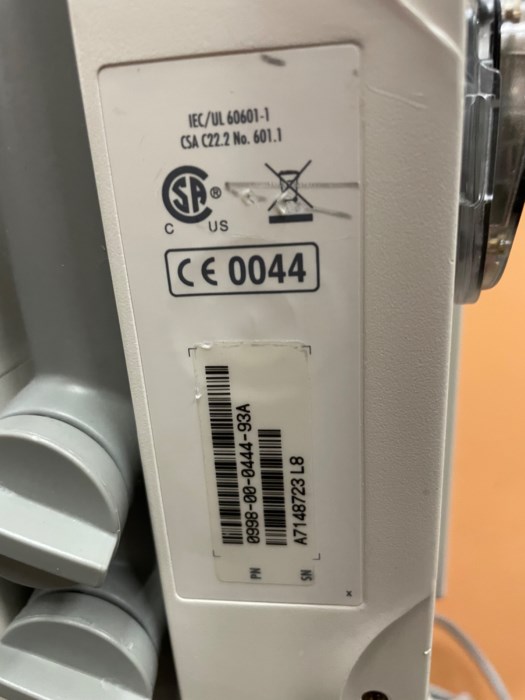 IEC/UL 60601-1
CSA C22.2 No. 601.1
CSA®
C US
CE 0044
PN 0998-00-0444-93A
SN A7148723 L8
x